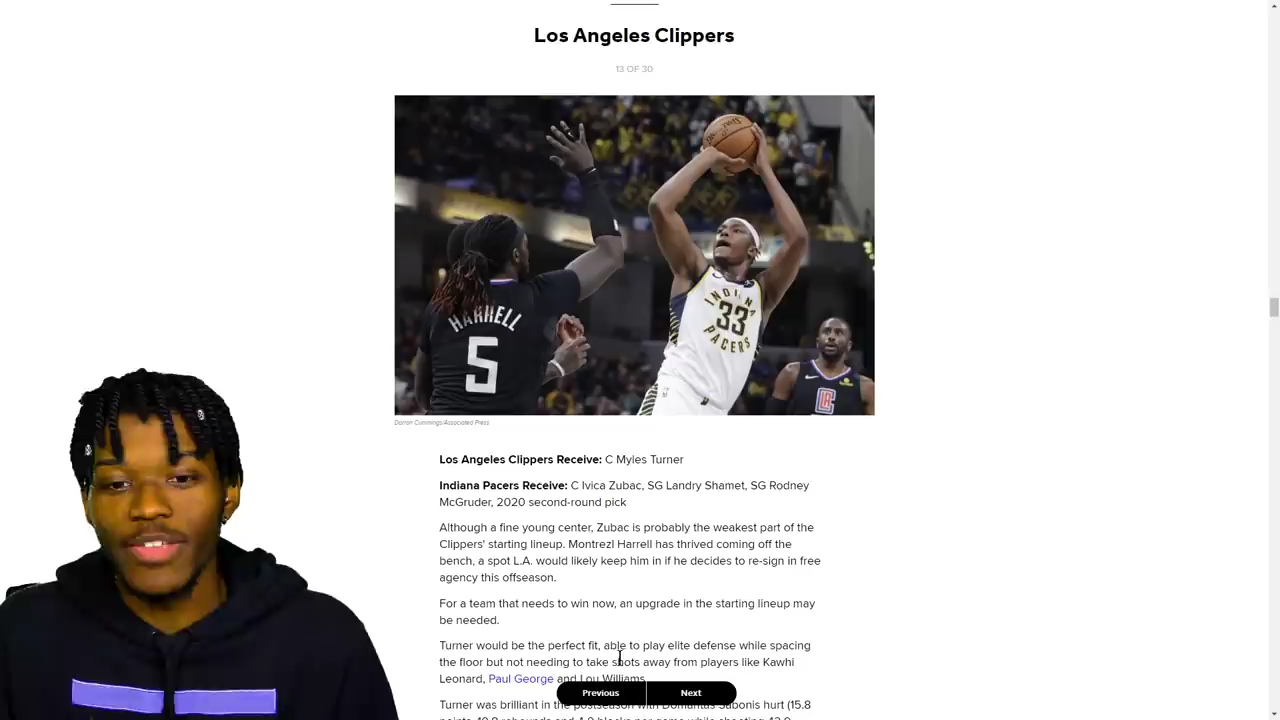 Los Angeles Clippers
13 OF 30
HARRELL
5
INDIANA
33
PACERS
Darron Cummings/Associated Press
Los Angeles Clippers Receive: C Myles Turner
Indiana Pacers Receive: C Ivica Zubac, SG Landry Shamet, SG Rodney
McGruder, 2020 second-round pick
Although a fine young center, Zubac is probably the weakest part of the
Clippers' starting lineup. Montrezl Harrell has thrived coming off the
bench, a spot L.A. would likely keep him in if he decides to re-sign in free
agency this offseason.
For a team that needs to win now, an upgrade in the starting lineup may
be needed.
Turner would be the perfect fit, able to play elite defense while spacing
the floor but not needing to take shots away from players like Kawhi
Leonard, Paul George and Lou Williams.
Previous Next
Turner was brilliant in the postseason with Domantas Sabonis hurt (15.8